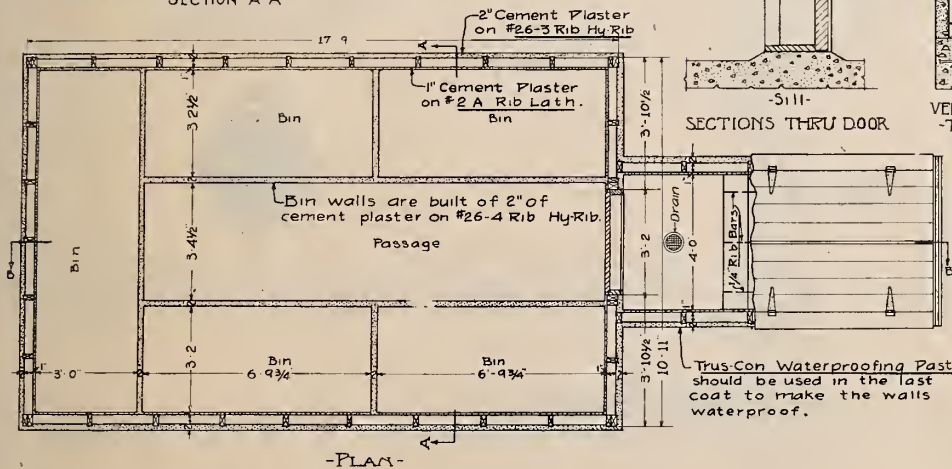 SECTION A A
2" Cement Plaster
on #26-3 Rib Hy-Rib
17 9
A
1" Cement Plaster
on #2 A Rib Lath.
-Sill-
SECTIONS THRU DOOR
Bin
Bin
3 2½
3'-10½"
Bin walls are built of 2" of
cement plaster on #26-4 Rib Hy-Rib.
Passage
Bin
3-4½"
3'-2
Drain
4'-0"
1¼" Rib Bars
B
B
3'-10½"
10'-11"
Bin
Bin
3-2
1"
3'-0"
6'-9¾"
6'-9¾"
1"
Trus-Con Waterproofing Past
should be used in the last
coat to make the walls
waterproof.
A
-PLAN-